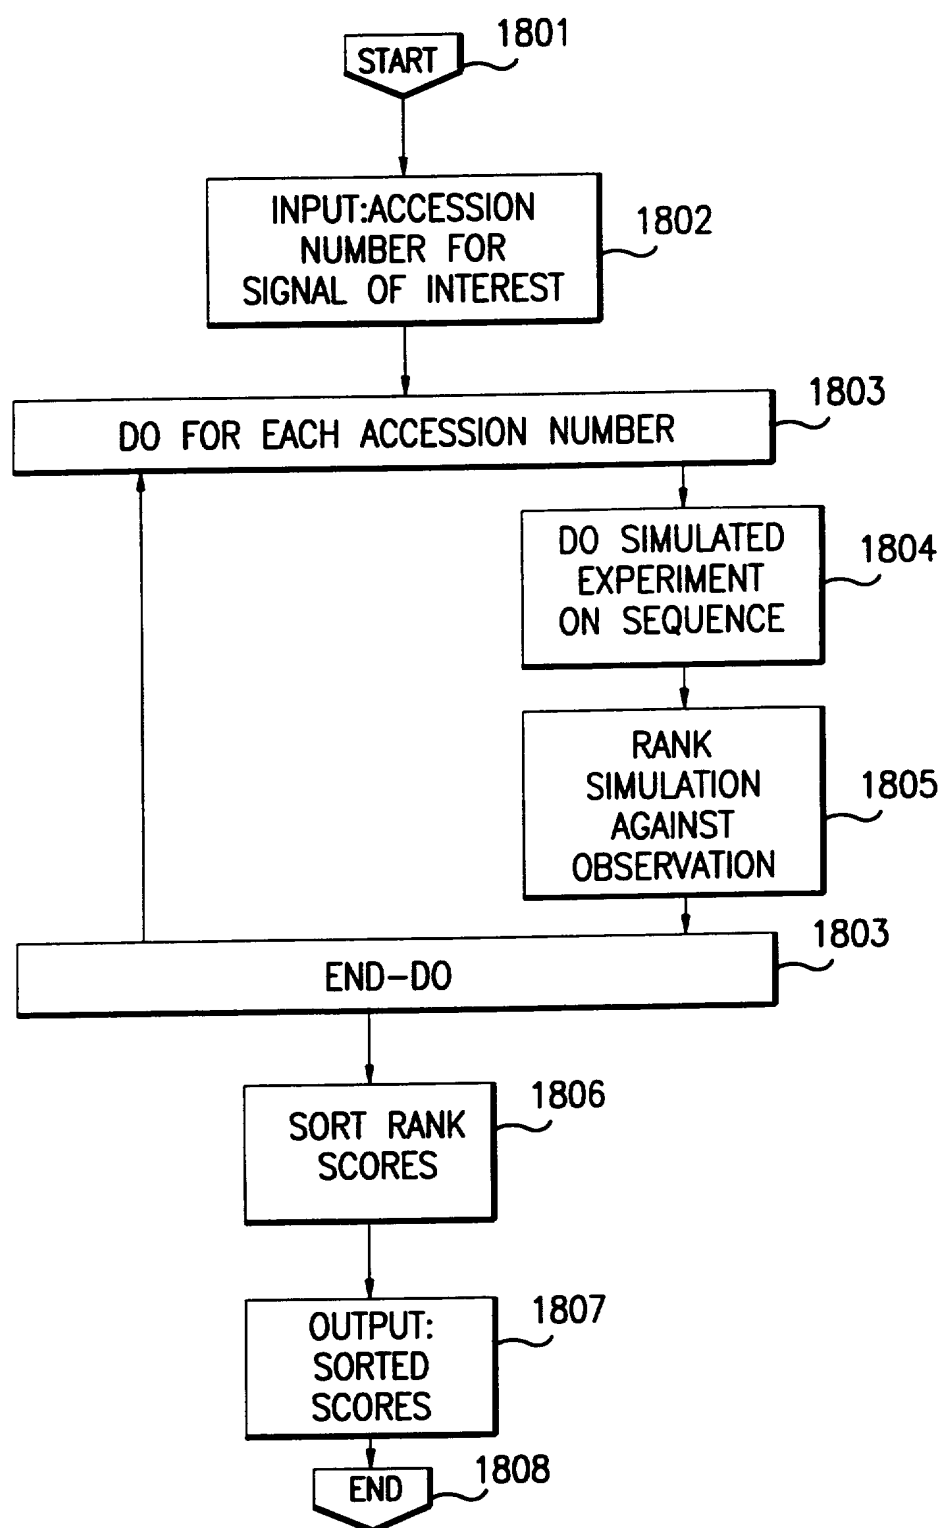 1801
START
INPUT:ACCESSION
NUMBER FOR
SIGNAL OF INTEREST
1802
1803
DO FOR EACH ACCESSION NUMBER
DO SIMULATED
EXPERIMENT
ON SEQUENCE
1804
RANK
SIMULATION
AGAINST
OBSERVATION
1805
1803
END-DO
1806
SORT RANK
SCORES
1807
OUTPUT:
SORTED
SCORES
1808
END